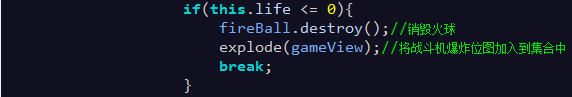 if(this.life <= 0){
fireBall.destroy();//销毁火球
explode(gameView);//将战斗机爆炸位图加入到集合中
break;
}